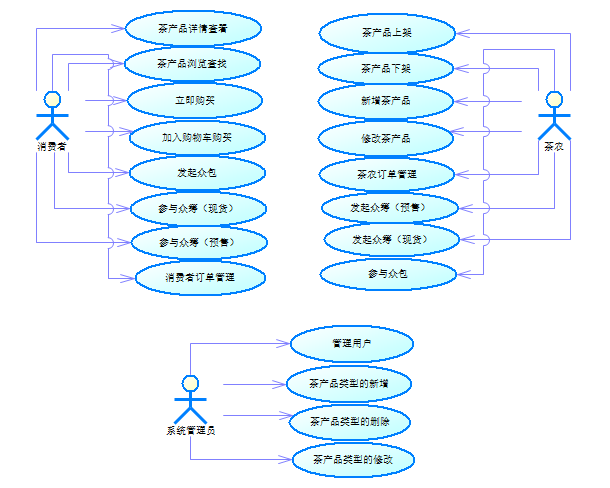 茶产品详情查看
茶产品浏览查找
立即购买
加入购物车购买
发起众包
参与众筹（现货）
参与众筹（预售）
消费者订单管理
消费者
茶产品上架
茶产品下架
新增茶产品
修改茶产品
茶农订单管理
发起众筹（预售）
发起众筹（现货）
参与众包
茶农
管理用户
茶产品类型的新增
茶产品类型的删除
茶产品类型的修改
系统管理员